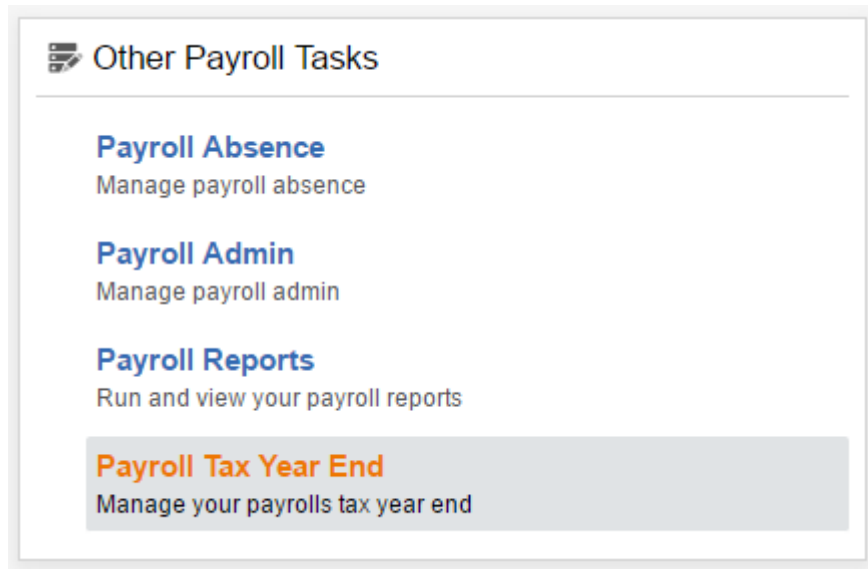 Other Payroll Tasks
Payroll Absence
Manage payroll absence
Payroll Admin
Manage payroll admin
Payroll Reports
Run and view your payroll reports
Payroll Tax Year End
Manage your payrolls tax year end